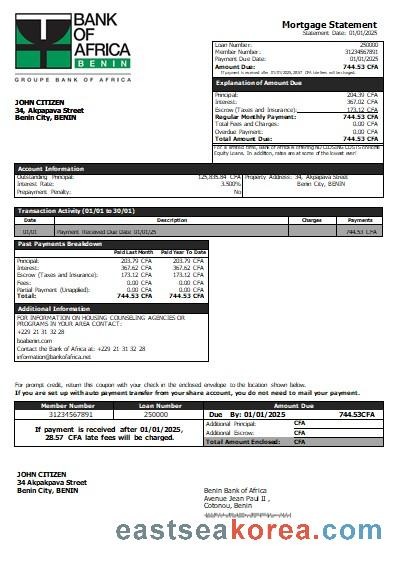 BANK
OF
AFRICA
BENIN
GROUPE BANK OF AFRICA
Mortgage Statement
Statement Date: 01/01/2025
Loan Number: 250000
Member Number: 31234567891
Payment Due Date: 01/01/2025
Amount Due: 744.53 CFA
If payment is received after 01/01/2025, 28.57 CFA late fees will be charged.
Explanation of Amount Due
Principal: 204.39 CFA
Interest: 367.02 CFA
Escrow (Taxes and Insurance): 173.12 CFA
Regular Monthly Payment: 744.53 CFA
Total Fees and Charges: 0.00 CFA
Overdue Payment: 0.00 CFA
Total Amount Due: 744.53 CFA
For a limited time, Bank of Africa is offering NO CLOSING COSTS on Home
Equity Loans. In addition, rates are at some of the lowest ever!
JOHN CITIZEN
34, Akpapava Street
Benin City, BENIN
Account Information
Outstanding Principal: 125,835.84 CFA Property Address: 34, Akpapava Street
Interest Rate: 3.500% Benin City, BENIN
Prepayment Penalty: No
Transaction Activity (01/01 to 30/01)
Date Description Charges Payments
01/01 Payment Received Due Date 01/01/25 744.53 CFA
Past Payments Breakdown
Paid Last Month Paid Year To Date
Principal: 203.79 CFA 203.79 CFA
Interest: 367.62 CFA 367.62 CFA
Escrow (Taxes and Insurance): 173.12 CFA 173.12 CFA
Fees: 0.00 CFA 0.00 CFA
Partial Payment (Unapplied): 0.00 CFA 0.00 CFA
Total: 744.53 CFA 744.53 CFA
Additional Information
FOR INFORMATION ON HOUSING COUNSELING AGENCIES OR
PROGRAMS IN YOUR AREA CONTACT:
+229 21 31 32 28
boabenin.com
Contact the Bank of Africa at: +229 21 31 32 28
information@bankofafrica.net
For prompt credit, return this coupon with your check in the enclosed envelope to the location shown below.
If you are set up with auto payment transfer from your share account, you do not need to mail your payment.
Member Number Loan Number Amount Due
31234567891 250000 Due By: 01/01/2025 744.53CFA
If payment is received after 01/01/2025,
28.57 CFA late fees will be charged.
Additional Principal: CFA
Additional Escrow: CFA
Total Amount Enclosed: CFA
JOHN CITIZEN
34 Akpakpava Street
Benin City, BENIN
Benin Bank of Africa
Avenue Jean Paul II ,
Cotonou, Benin
eastseakorea.com